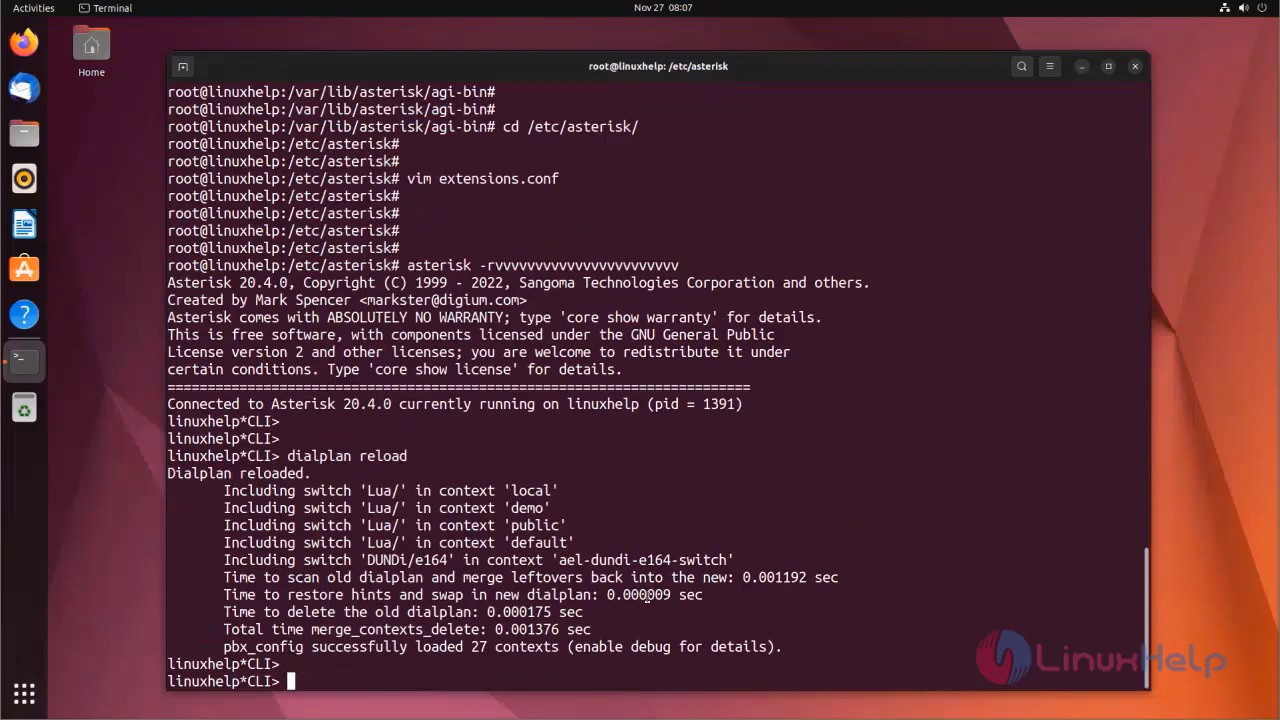 Activities
Terminal
Nov 27 08:07
Home
root@linuxhelp: /etc/asterisk
root@linuxhelp:/var/lib/asterisk/agi-bin#
root@linuxhelp:/var/lib/asterisk/agi-bin#
root@linuxhelp:/var/lib/asterisk/agi-bin# cd /etc/asterisk/
root@linuxhelp:/etc/asterisk#
root@linuxhelp:/etc/asterisk#
root@linuxhelp:/etc/asterisk# vim extensions.conf
root@linuxhelp:/etc/asterisk#
root@linuxhelp:/etc/asterisk#
root@linuxhelp:/etc/asterisk#
root@linuxhelp:/etc/asterisk#
root@linuxhelp:/etc/asterisk# asterisk -rvvvvvvvvvvvvvvvvvvvvvvv
Asterisk 20.4.0, Copyright (C) 1999 - 2022, Sangoma Technologies Corporation and others.
Created by Mark Spencer <markster@digium.com>
Asterisk comes with ABSOLUTELY NO WARRANTY; type 'core show warranty' for details.
This is free software, with components licensed under the GNU General Public
License version 2 and other licenses; you are welcome to redistribute it under
certain conditions. Type 'core show license' for details.
=========================================================================
Connected to Asterisk 20.4.0 currently running on linuxhelp (pid = 1391)
linuxhelp*CLI>
linuxhelp*CLI>
linuxhelp*CLI> dialplan reload
Dialplan reloaded.
Including switch 'Lua/' in context 'local'
Including switch 'Lua/' in context 'demo'
Including switch 'Lua/' in context 'public'
Including switch 'Lua/' in context 'default'
Including switch 'DUNDi/e164' in context 'ael-dundi-e164-switch'
Time to scan old dialplan and merge leftovers back into the new: 0.001192 sec
Time to restore hints and swap in new dialplan: 0.000009 sec
Time to delete the old dialplan: 0.000175 sec
Total time merge_contexts_delete: 0.001376 sec
pbx_config successfully loaded 27 contexts (enable debug for details).
linuxhelp*CLI>
linuxhelp*CLI>
LinuxHelp